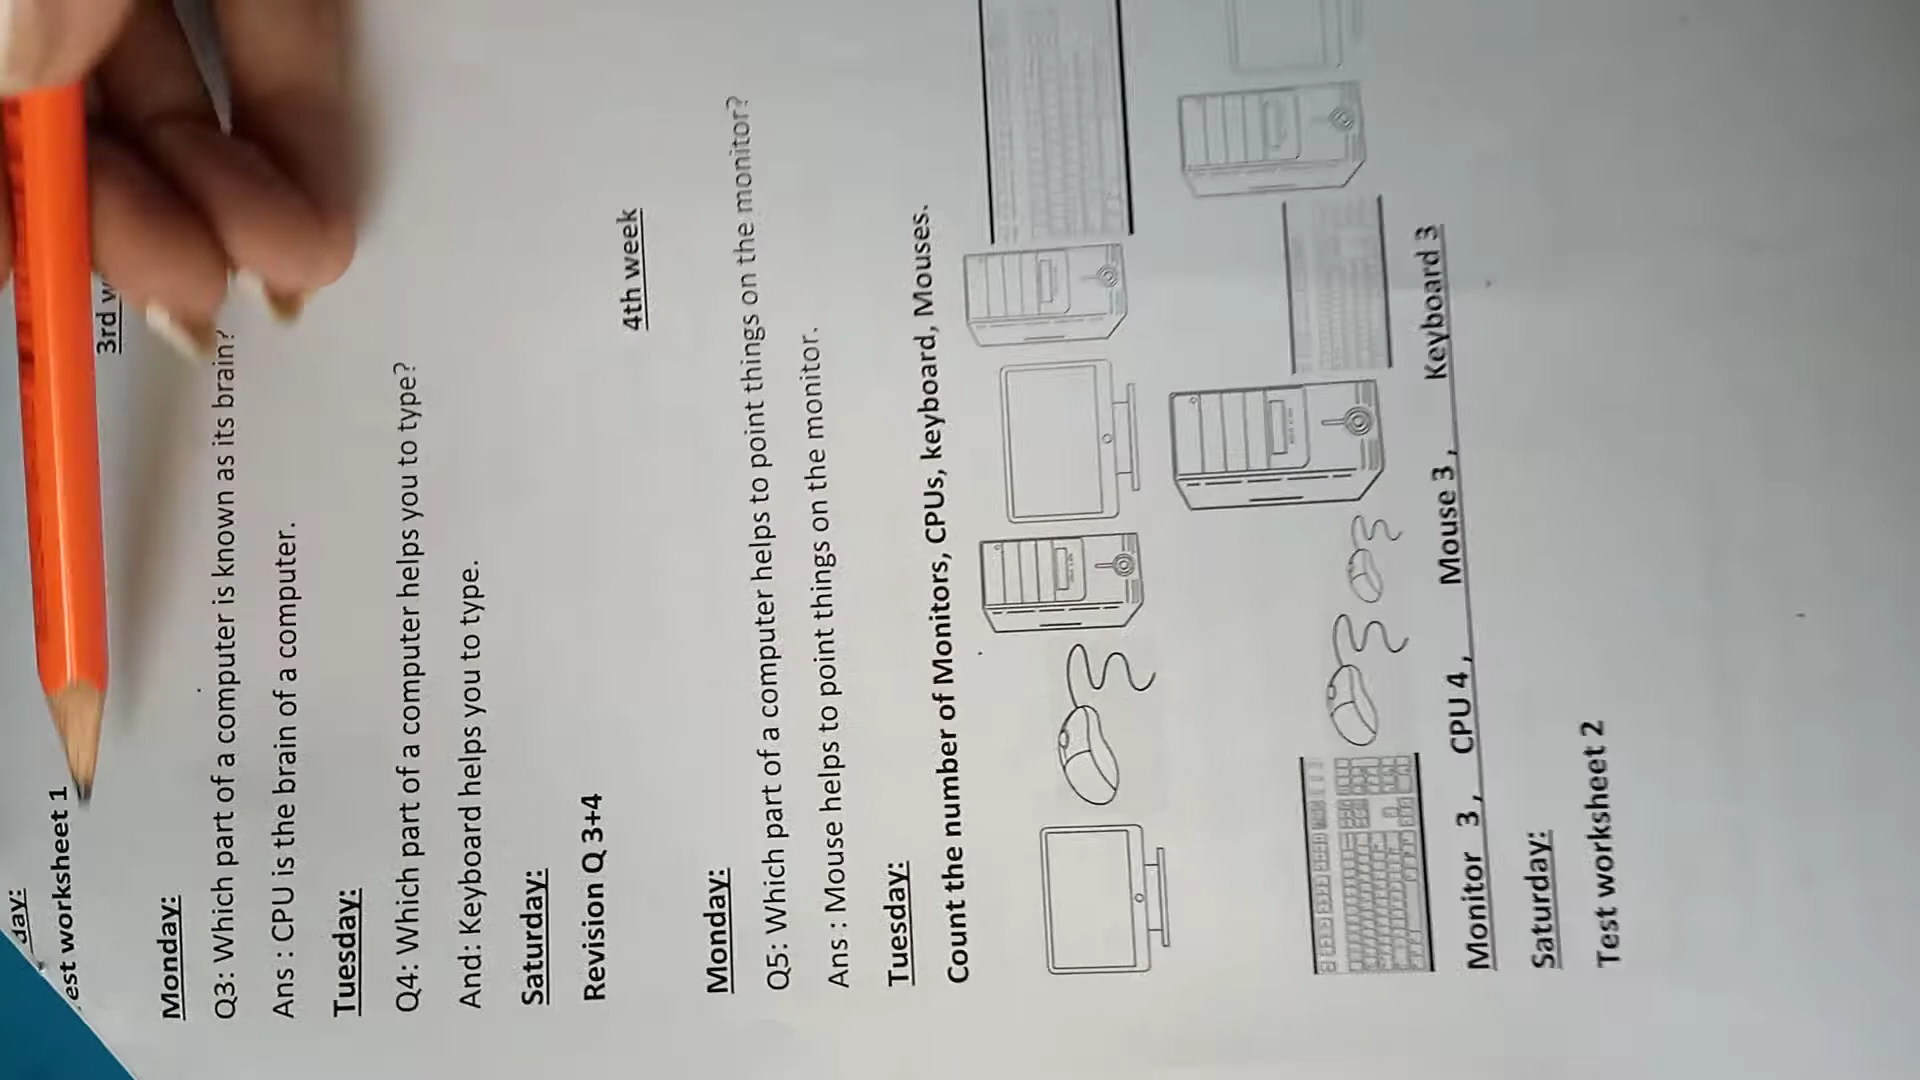 day:
est worksheet 1
3rd
Monday:
Q3: Which part of a computer is known as its brain?
Ans : CPU is the brain of a computer.
Tuesday:
Q4: Which part of a computer helps you to type?
And: Keyboard helps you to type.
Saturday:
Revision Q 3+4
4th week
Monday:
Q5: Which part of a computer helps to point things on the monitor?
Ans : Mouse helps to point things on the monitor.
Tuesday:
Count the number of Monitors, CPUs, keyboard, Mouses.
Monitor 3 , CPU 4 , Mouse 3 , Keyboard 3
Saturday:
Test worksheet 2